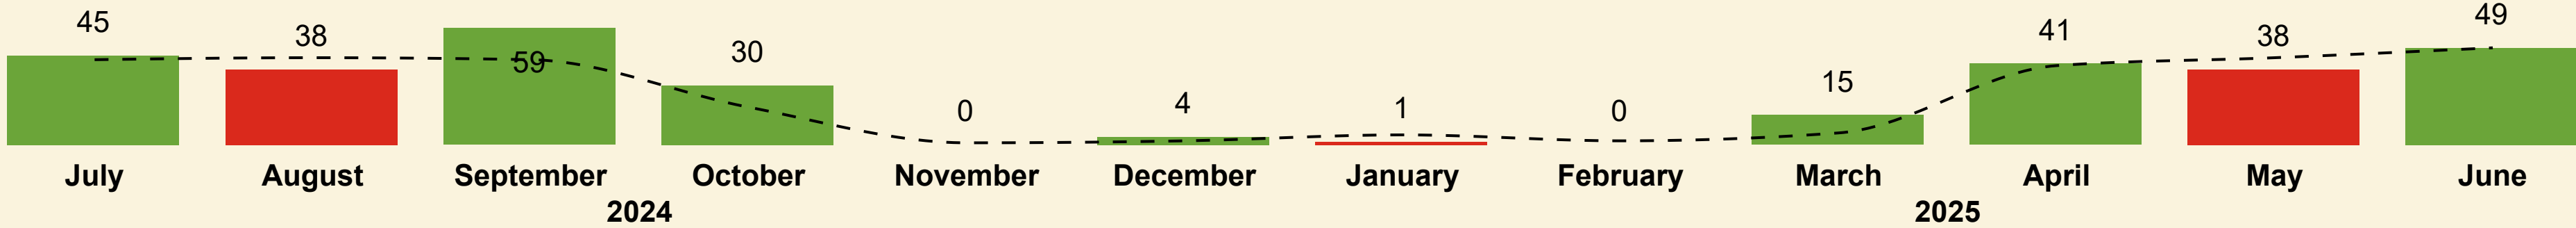 45 38 59 30 0 4 1 0 15 41 38 49
July August September October November December January February March April May June
2024 2025